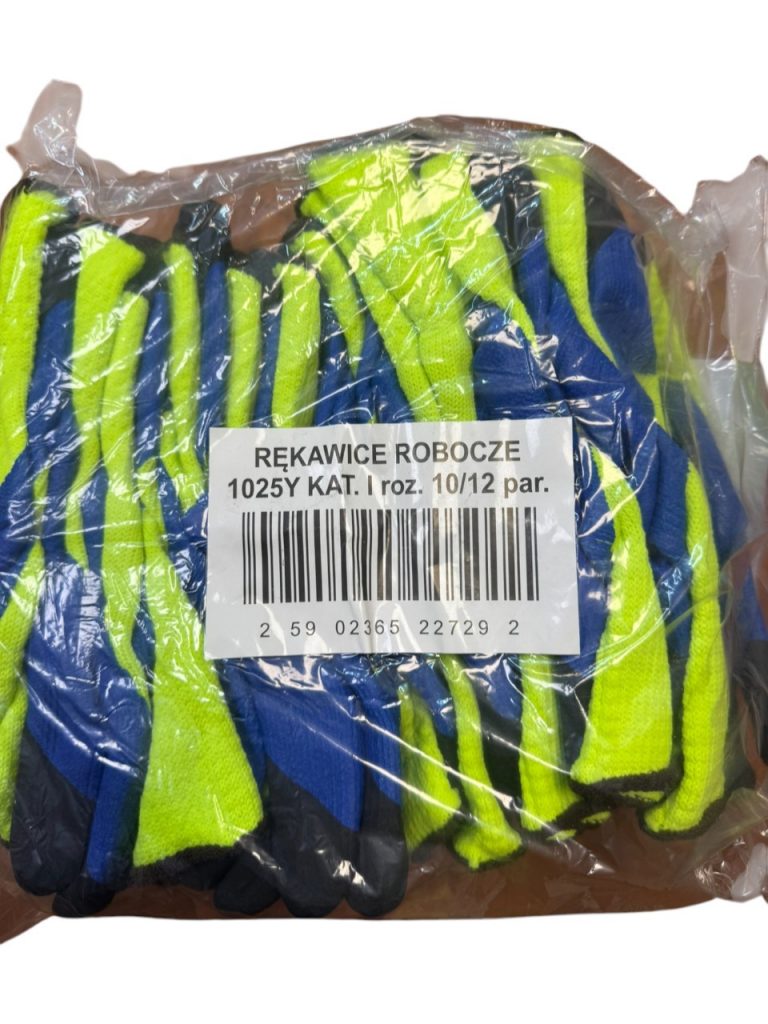 RĘKAWICE ROBOCZE
1025Y KAT. I roz. 10/12 par.
2 59 02365 22729 2